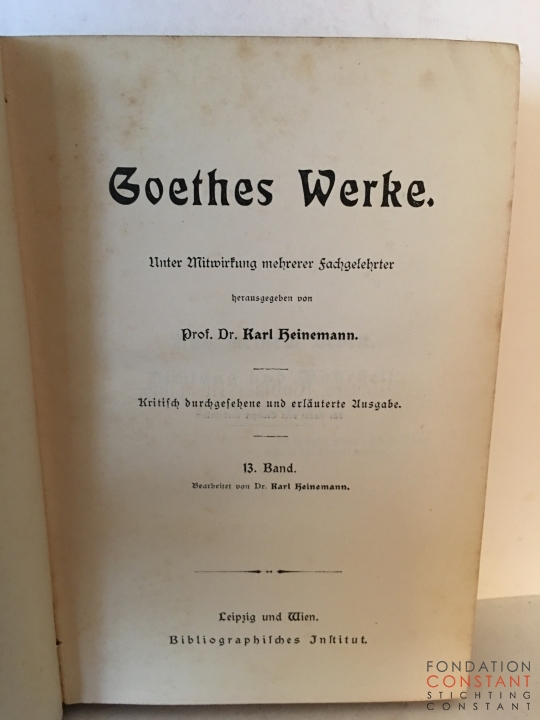 Goethes Werke.
Unter Mitwirkung mehrerer Fachgelehrter
herausgegeben von
Prof. Dr. Karl Heinemann.
Kritisch durchgesehene und erläuterte Ausgabe.
13. Band.
Bearbeitet von Dr. Karl Heinemann.
Leipzig und Wien.
Bibliographisches Institut.
FONDATION
CONSTANT
STICHTING
CONSTANT